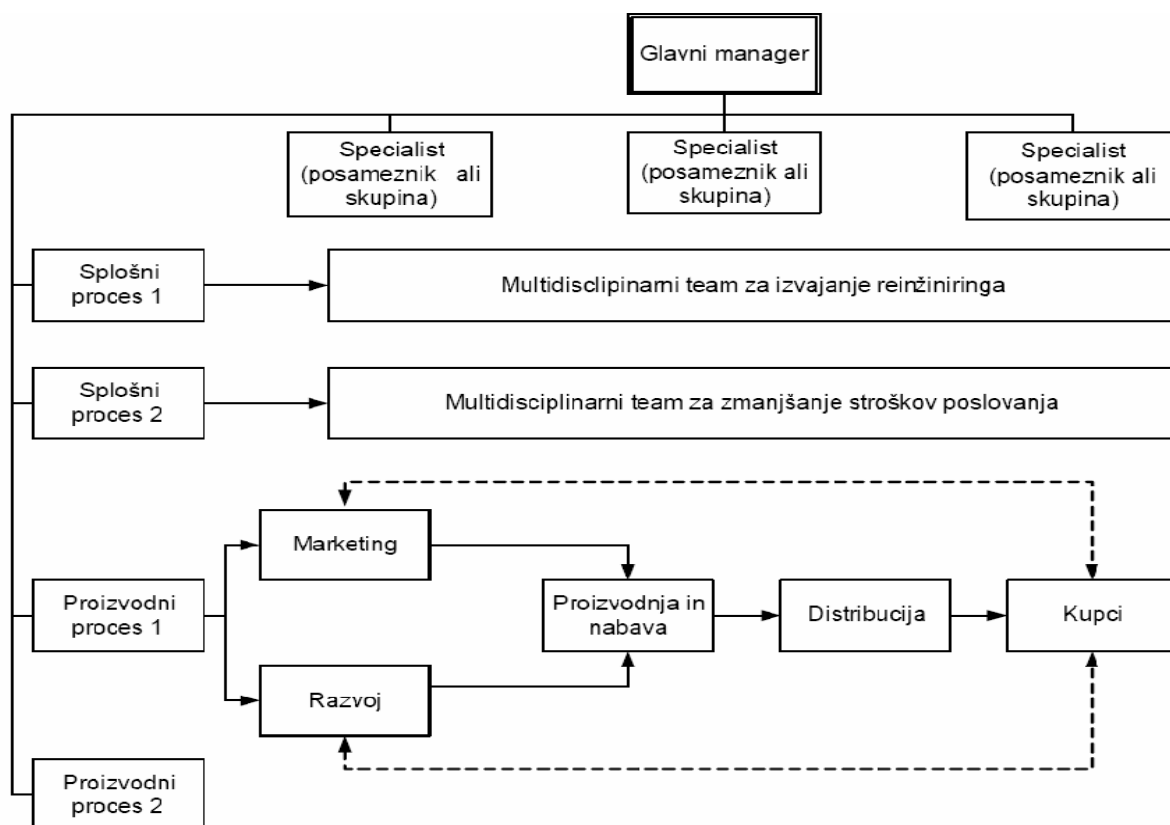 Glavni manager
Specialist
(posameznik ali
skupina)
Specialist
(posameznik ali
skupina)
Specialist
(posameznik ali
skupina)
Splošni
proces 1
Multidisclipinarni team za izvajanje reinžiniringa
Splošni
proces 2
Multidisciplinarni team za zmanjšanje stroškov poslovanja
Marketing
Proizvodni
proces 1
Proizvodnja in
nabava
Distribucija
Kupci
Razvoj
Proizvodni
proces 2